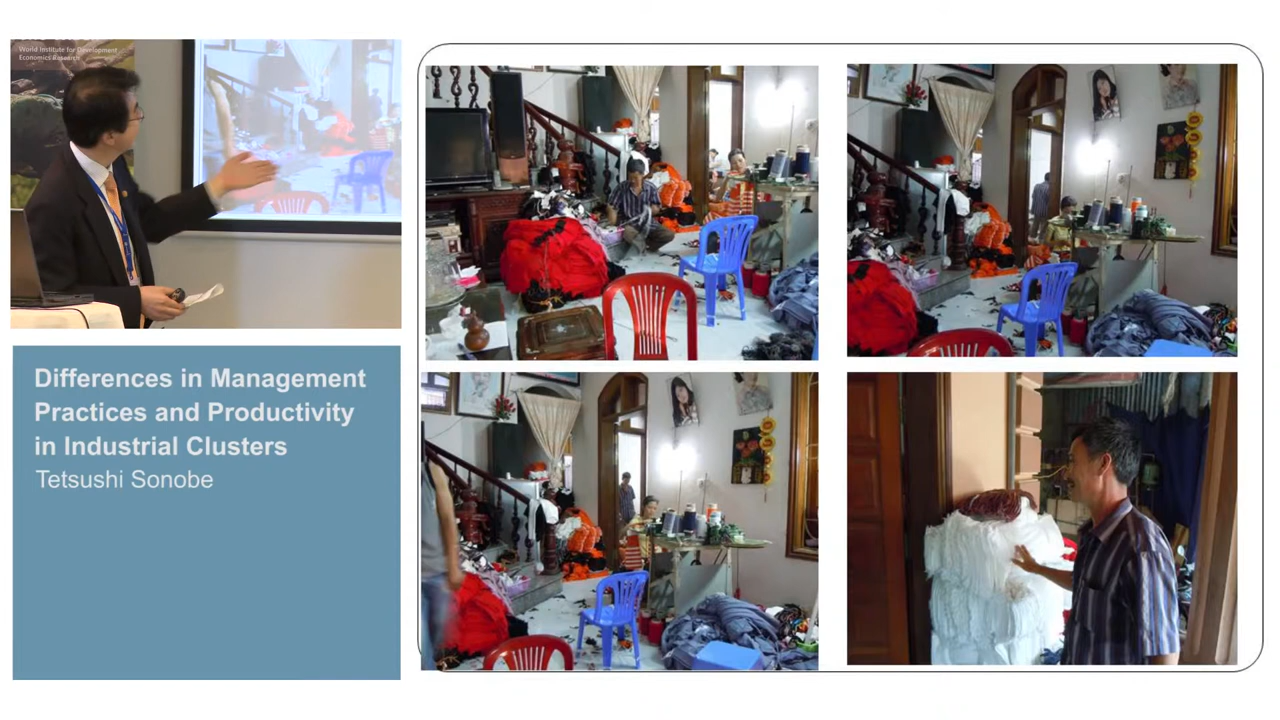 World Institute for Development
Economics Research
Differences in Management
Practices and Productivity
in Industrial Clusters
Tetsushi Sonobe